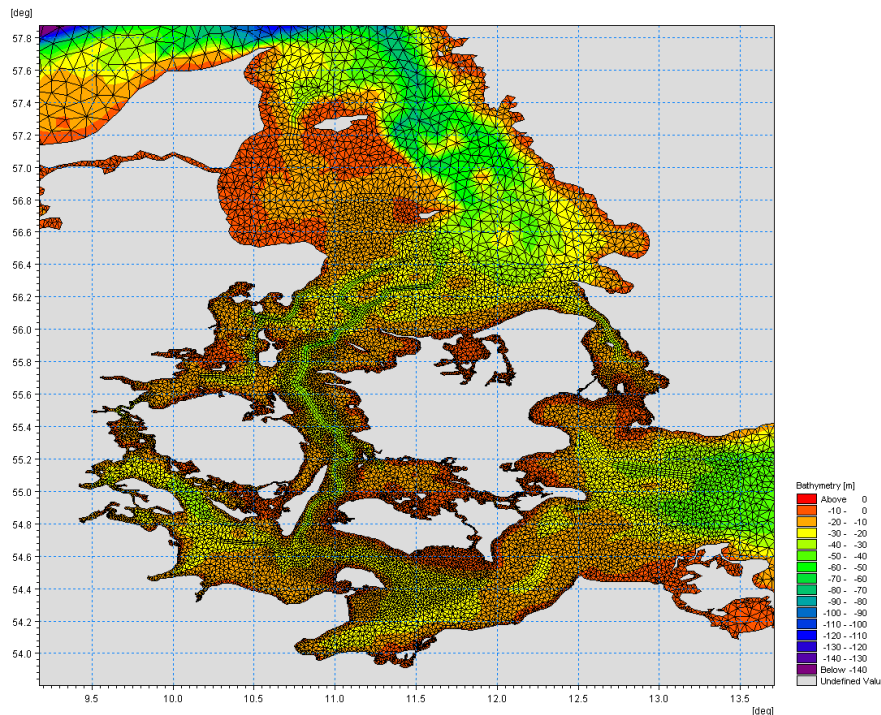 [deg]
57.8
57.6
57.4
57.2
57.0
56.8
56.6
56.4
56.2
56.0
55.8
55.6
55.4
55.2
55.0
54.8
54.6
54.4
54.2
54.0
9.5 10.0 10.5 11.0 11.5 12.0 12.5 13.0 13.5
[deg]
Bathymetry [m]
Above 0
-10 - 0
-20 - -10
-30 - -20
-40 - -30
-50 - -40
-60 - -50
-70 - -60
-80 - -70
-90 - -80
-100 - -90
-110 - -100
-120 - -110
-130 - -120
-140 - -130
Below -140
Undefined Valu